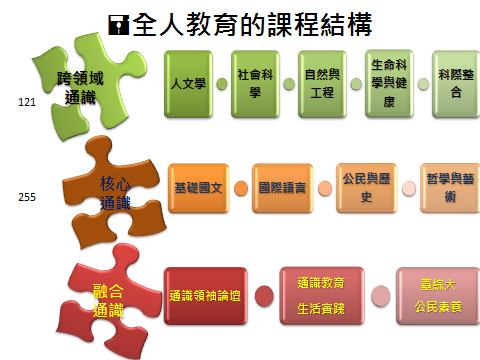 全人教育的課程結構
121
跨領域
通識
人文學
社會科
學
自然與
工程
生命科
學與健
康
科際整
合
255
核心
通識
基礎國文
國際語言
公民與歷
史
哲學與藝
術
融合
通識
通識領袖論壇
通識教育
生活實踐
臺綜大
公民素養